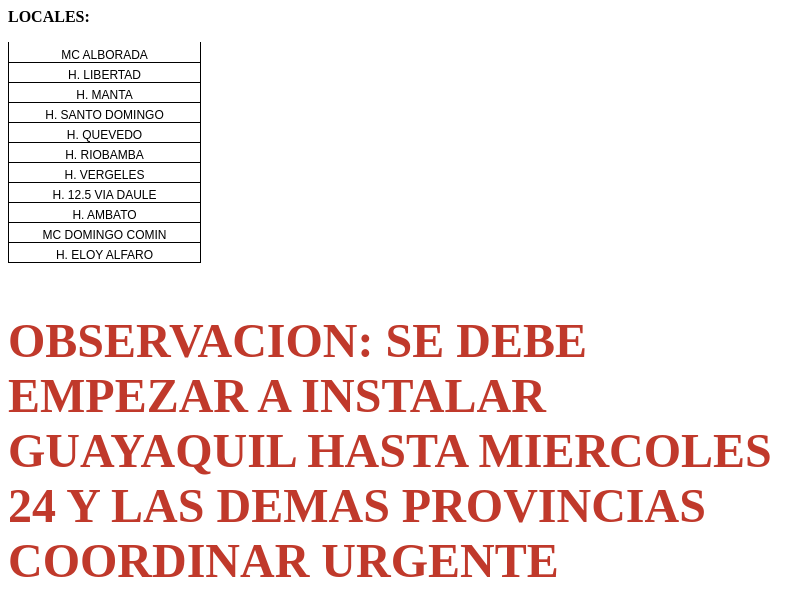 LOCALES:
MC ALBORADA
H. LIBERTAD
H. MANTA
H. SANTO DOMINGO
H. QUEVEDO
H. RIOBAMBA
H. VERGELES
H. 12.5 VIA DAULE
H. AMBATO
MC DOMINGO COMIN
H. ELOY ALFARO
OBSERVACION: SE DEBE
EMPEZAR A INSTALAR
GUAYAQUIL HASTA MIERCOLES
24 Y LAS DEMAS PROVINCIAS
COORDINAR URGENTE